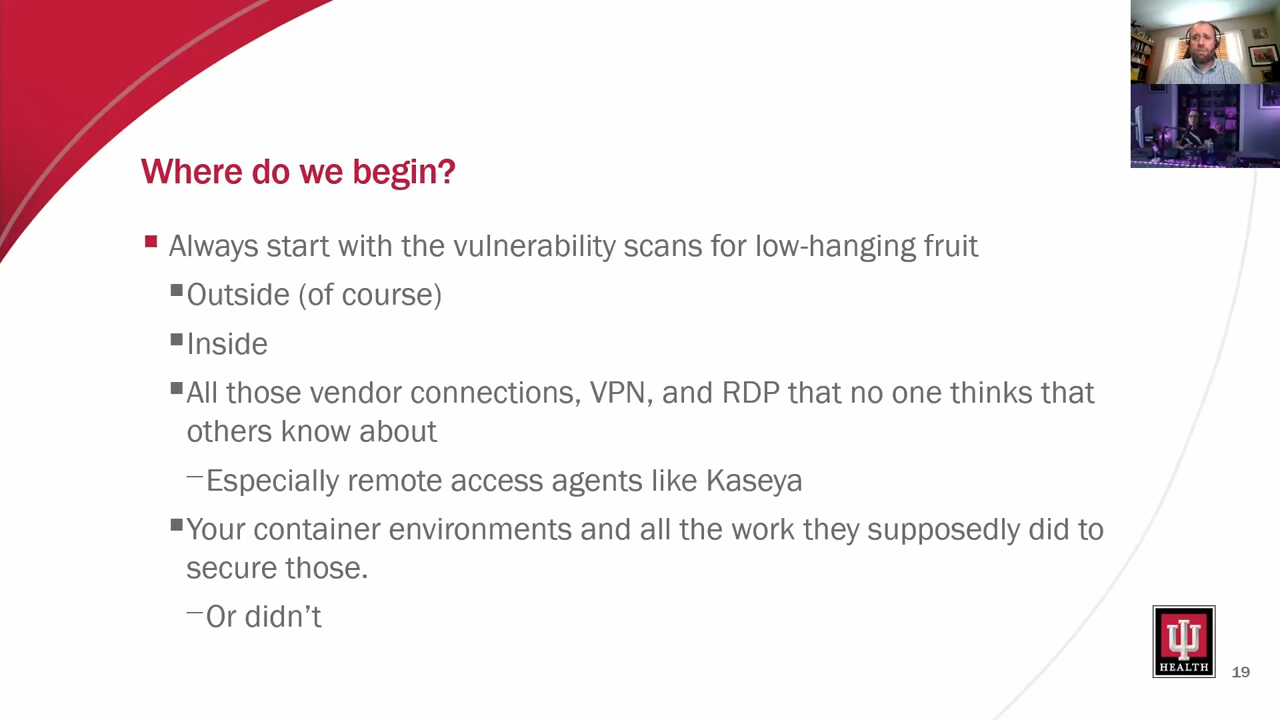 Where do we begin?
Always start with the vulnerability scans for low-hanging fruit
Outside (of course)
Inside
All those vendor connections, VPN, and RDP that no one thinks that
others know about
Especially remote access agents like Kaseya
Your container environments and all the work they supposedly did to
secure those.
Or didn’t
HEALTH
19